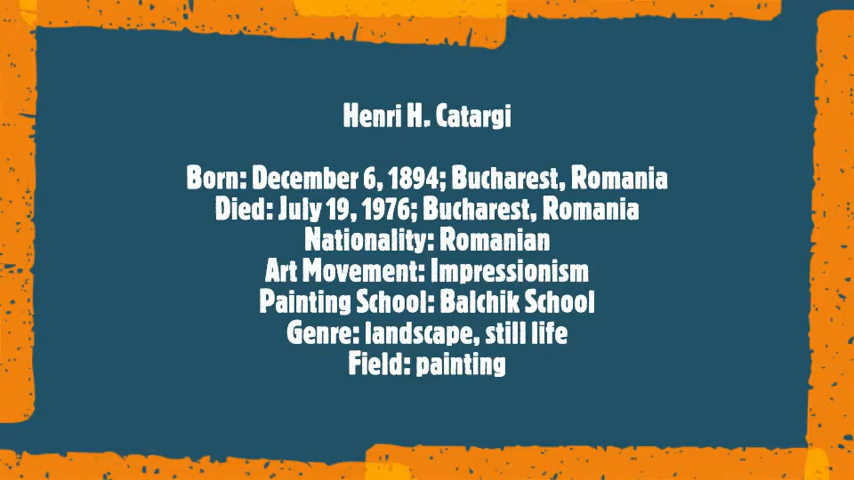 Henri H. Catargi
Born: December 6, 1894; Bucharest, Romania
Died: July 19, 1976; Bucharest, Romania
Nationality: Romanian
Art Movement: Impressionism
Painting School: Balchik School
Genre: landscape, still life
Field: painting